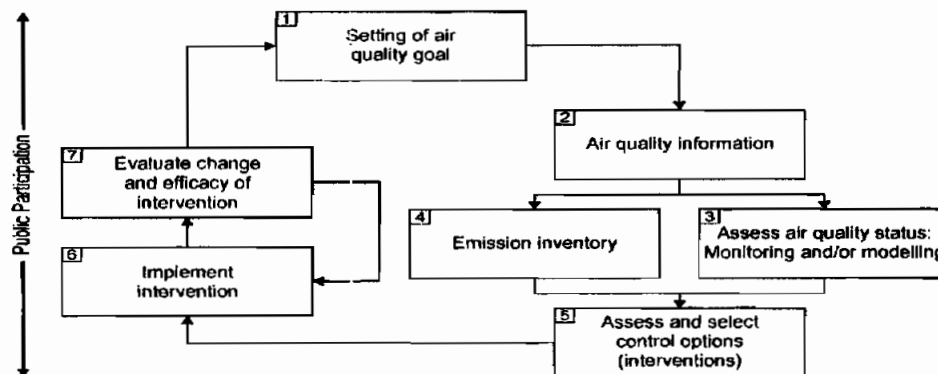 1
Setting of air
quality goal
2
Air quality information
7
Evaluate change
and efficacy of
intervention
4
Emission inventory
3
Assess air quality status:
Monitoring and/or modelling
6
Implement
intervention
5
Assess and select
control options
(interventions)
Public Participation